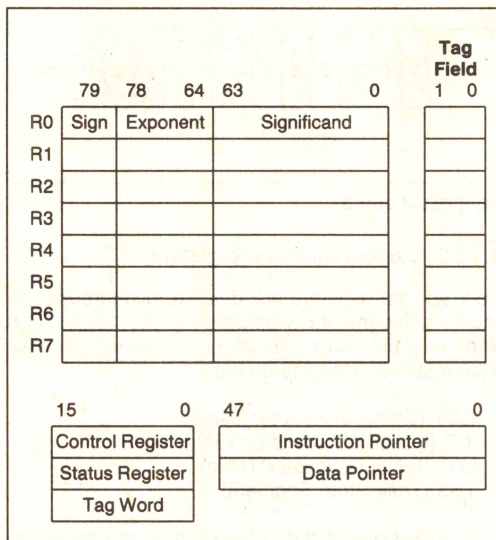 Tag
Field
79 78 64 63 0 1 0
R0 Sign Exponent Significand
R1
R2
R3
R4
R5
R6
R7
15 0 47 0
Control Register Instruction Pointer
Status Register Data Pointer
Tag Word